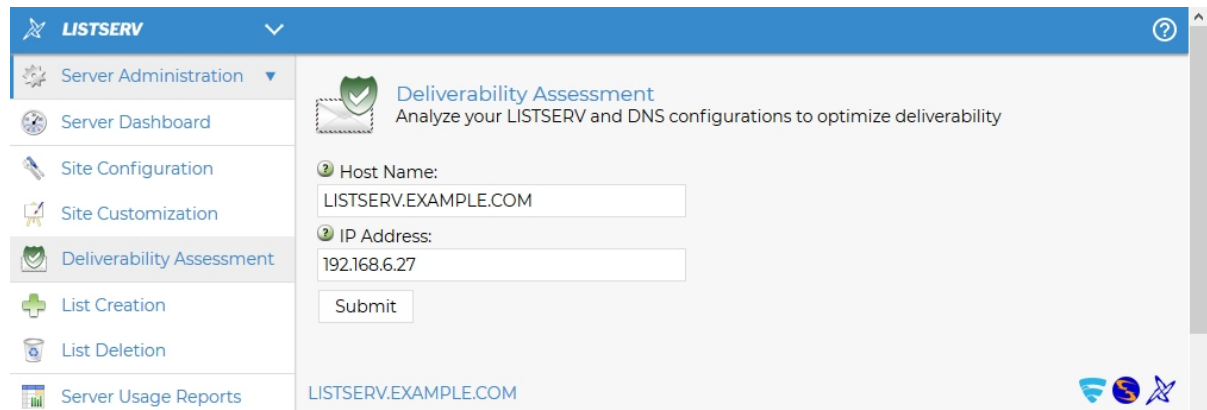 LISTSERV
Server Administration
Server Dashboard
Site Configuration
Site Customization
Deliverability Assessment
List Creation
List Deletion
Server Usage Reports
Deliverability Assessment
Analyze your LISTSERV and DNS configurations to optimize deliverability
Host Name:
LISTSERV.EXAMPLE.COM
IP Address:
192.168.6.27
Submit
LISTSERV.EXAMPLE.COM